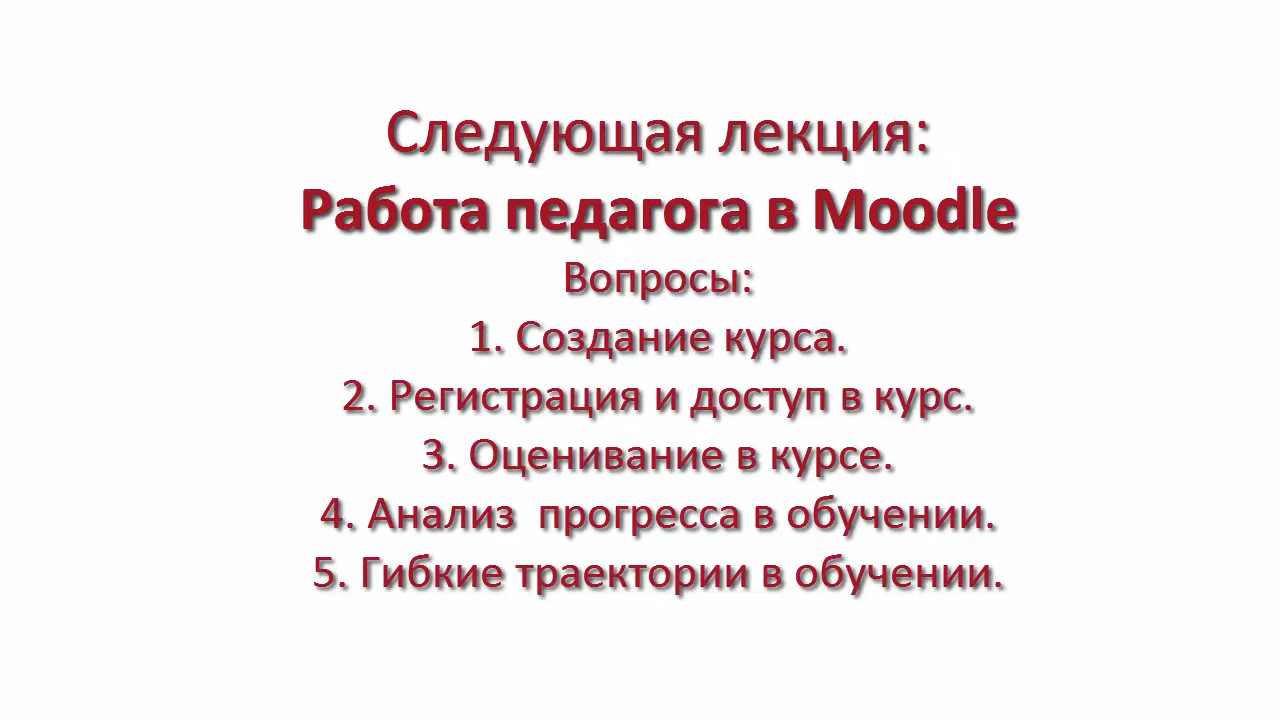 Следующая лекция:
Работа педагога в Moodle
Вопросы:
1. Создание курса.
2. Регистрация и доступ в курс.
3. Оценивание в курсе.
4. Анализ  прогресса в обучении.
5. Гибкие траектории в обучении.